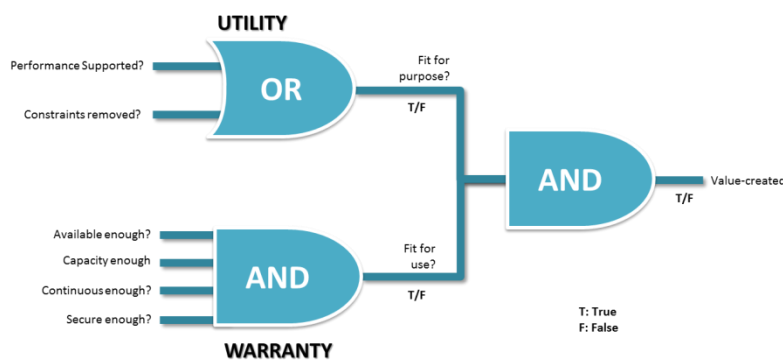 UTILITY
Performance Supported?
Constraints removed?
OR
Fit for
purpose?
T/F
AND
Value-created
T/F
Available enough?
Capacity enough
Continuous enough?
Secure enough?
AND
Fit for
use?
T/F
WARRANTY
T: True
F: False